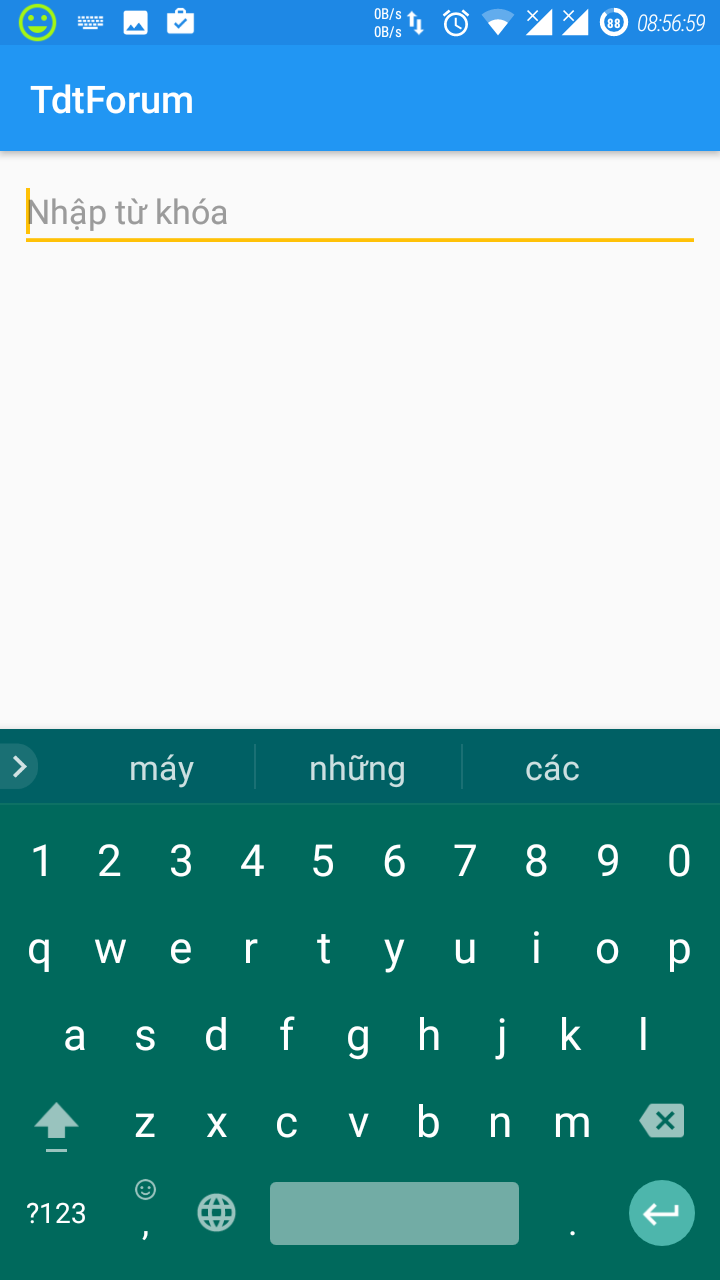 0B/s
0B/s
88
08:56:59
TdtForum
Nhập từ khóa
máy những các
1 2 3 4 5 6 7 8 9 0
q w e r t y u i o p
a s d f g h j k l
z x c v b n m
?123 , .